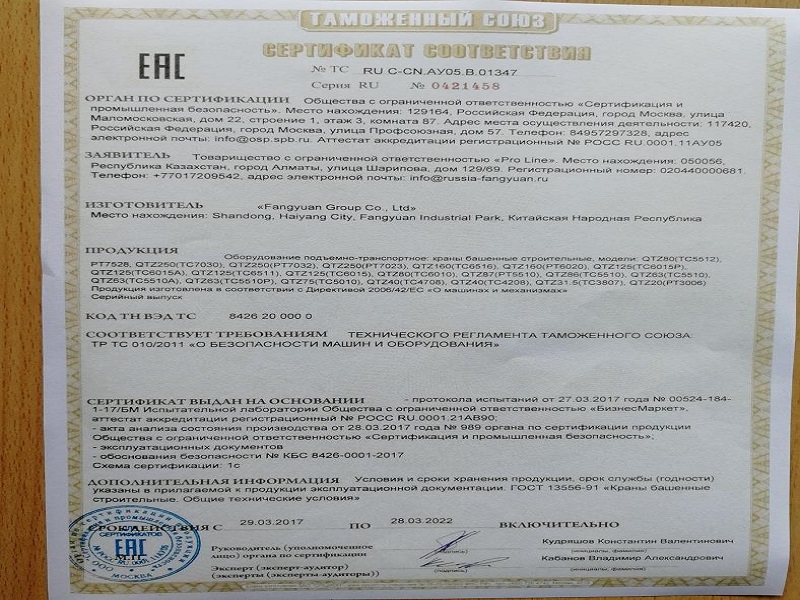 ТАМОЖЕННЫЙ СОЮЗ
СЕРТИФИКАТ СООТВЕТСТВИЯ
ЕАС
№ ТС RU C-CN.АУ05.В.01347
Серия RU № 0421458
ОРГАН ПО СЕРТИФИКАЦИИ Общества с ограниченной ответственностью «Сертификация и
промышленная безопасность». Место нахождения: 129164, Российская Федерация, город Москва, улица
Маломосковская, дом 22, строение 1, этаж 3, комната 87. Адрес места осуществления деятельности: 117420,
Российская Федерация, город Москва, улица Профсоюзная, дом 57. Телефон: 84957297328, адрес
электронной почты: info@osp.spb.ru. Аттестат аккредитации регистрационный № РОСС RU.0001.11АУ05
ЗАЯВИТЕЛЬ Товарищество с ограниченной ответственностью «Pro Line». Место нахождения: 050056,
Республика Казахстан, город Алматы, улица Шарипова, дом 129/69. Регистрационный номер: 020440000681.
Телефон: +77017209542, адрес электронной почты: info@russia-fangyuan.ru
ИЗГОТОВИТЕЛЬ «Fangyuan Group Co., Ltd»
Место нахождения: Shandong, Haiyang City, Fangyuan Industrial Park, Китайская Народная Республика
ПРОДУКЦИЯ Оборудование подъемно-транспортное: краны башенные строительные, модели: QTZ80(TC5512),
PT7528, QTZ250(TC7030), QTZ250(PT7032), QTZ250(PT7023), QTZ160(TC6516), QTZ160(PT6020), QTZ125(TC6015P)
QTZ125(TC6015A), QTZ125(TC6511), QTZ125(TC6015), QTZ80(TC6010), QTZ87(PT5510), QTZ86(TC5510), QTZ63(TC5510),
QTZ63(TC5510A), QTZ63(TC5510P), QTZ75(TC5010), QTZ40(TC4708), QTZ40(TC4208), QTZ31.5(TC3807), QTZ20(PT3006)
Продукция изготовлена в соответствии с Директивой 2006/42/ЕС «О машинах и механизмах»
Серийный выпуск
КОД ТН ВЭД ТС 8426 20 000 0
СООТВЕТСТВУЕТ ТРЕБОВАНИЯМ ТЕХНИЧЕСКОГО РЕГЛАМЕНТА ТАМОЖЕННОГО СОЮЗА:
ТР ТС 010/2011 «О БЕЗОПАСНОСТИ МАШИН И ОБОРУДОВАНИЯ»
СЕРТИФИКАТ ВЫДАН НА ОСНОВАНИИ - протокола испытаний от 27.03.2017 года № 00524-184-
1-17/БМ Испытательной лаборатории Общества с ограниченной ответственностью «БизнесМаркет»,
аттестат аккредитации регистрационный № РОСС RU.0001.21АВ90;
- акта анализа состояния производства от 28.03.2017 года № 989 органа по сертификации продукции
Общества с ограниченной ответственностью «Сертификация и промышленная безопасность»;
- эксплуатационных документов
- обоснования безопасности № КБС 8426-0001-2017
Схема сертификации: 1с
ДОПОЛНИТЕЛЬНАЯ ИНФОРМАЦИЯ Условия и сроки хранения продукции, срок службы (годности)
указаны в прилагаемой к продукции эксплуатационной документации. ГОСТ 13556-91 «Краны башенные
строительные. Общие технические условия»
СРОК ДЕЙСТВИЯ С 29.03.2017 ПО 28.03.2022 ВКЛЮЧИТЕЛЬНО
СЕРТИФИКАТОВ
ЕАС
М.П.
МОСКВА
Руководитель (уполномоченное
лицо) органа по сертификации
(подпись)
Кудряшов Константин Валентинович
(инициалы, фамилия)
Эксперт (эксперт-аудитор)
(эксперты (эксперты-аудиторы))
(подпись)
Кабанов Владимир Александрович
(инициалы, фамилия)